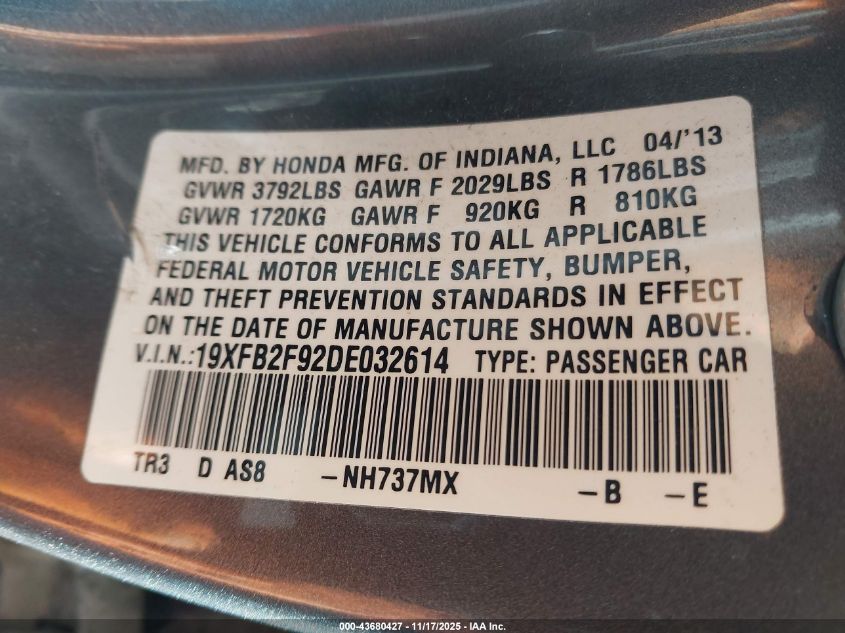 MFD. BY HONDA MFG. OF INDIANA, LLC 04/'13
GVWR 3792LBS GAWR F 2029LBS R 1786LBS
GVWR 1720KG GAWR F 920KG R 810KG
THIS VEHICLE CONFORMS TO ALL APPLICABLE
FEDERAL MOTOR VEHICLE SAFETY, BUMPER,
AND THEFT PREVENTION STANDARDS IN EFFECT
ON THE DATE OF MANUFACTURE SHOWN ABOVE.
V.I.N.:19XFB2F92DE032614 TYPE: PASSENGER CAR
TR3 D AS8 -NH737MX -B -E
000-43680427 - 11/17/2025 - IAA Inc.